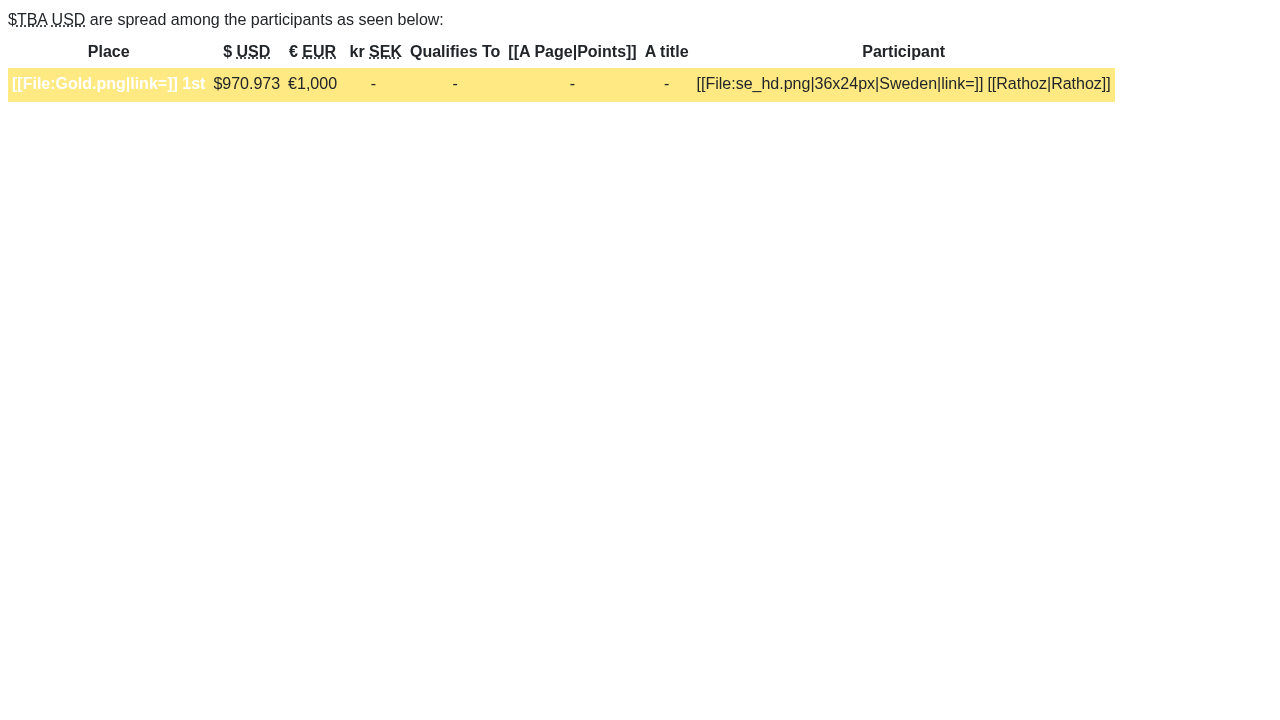 $TBA USD are spread among the participants as seen below:
Place $ USD € EUR kr SEK Qualifies To [[A Page|Points]] A title Participant
[[File:Gold.png|link=]] 1st $970.973 €1,000 - - - - [[File:se_hd.png|36x24px|Sweden|link=]] [[Rathoz|Rathoz]]